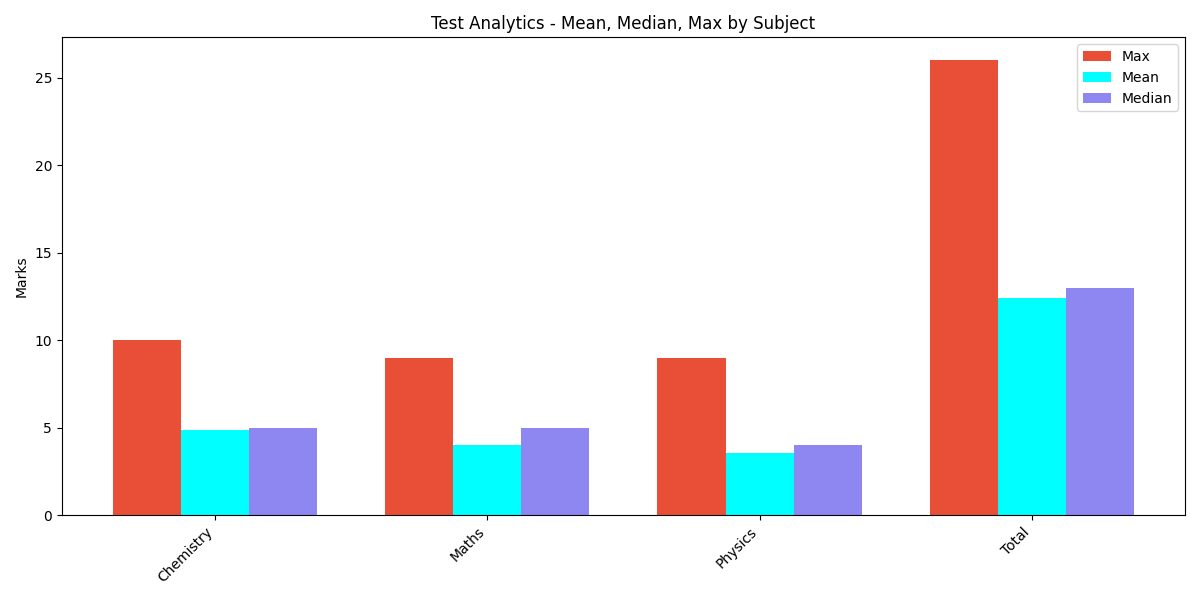 Test Analytics - Mean, Median, Max by Subject
Max
Mean
Median
Marks
25
20
15
10
5
0
Chemistry
Maths
Physics
Total